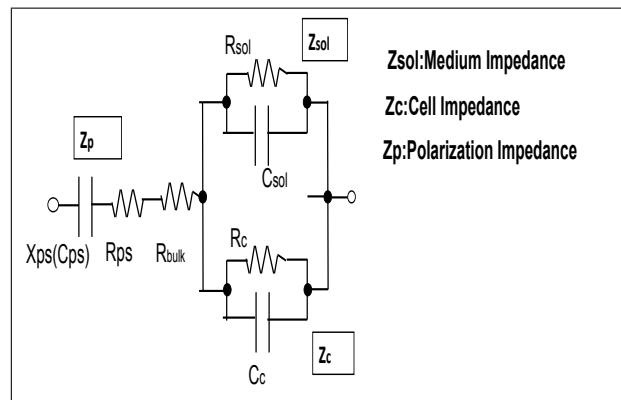 Rsol
Zsol
Zsol:Medium Impedance
Zc:Cell Impedance
Zp
Zp:Polarization Impedance
Csol
Xps(Cps)
Rps
Rbulk
Rc
Zc
Cc